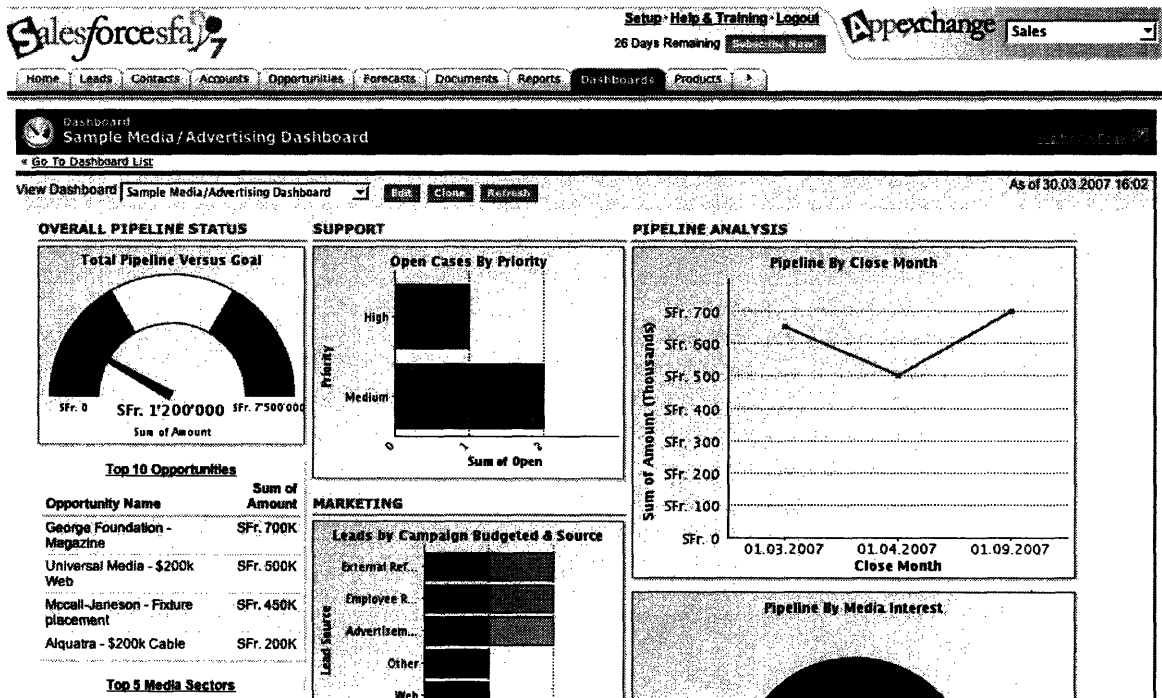 Salesforcesfa 7
Setup · Help & Training · Logout
26 Days Remaining Subscribe Now!
Appexchange
Sales
Home Leads Contacts Accounts Opportunities Forecasts Documents Reports Dashboards Products
Dashboard
Sample Media/Advertising Dashboard
« Go To Dashboard List
View Dashboard Sample Media/Advertising Dashboard Edit Clone Refresh
As of 30.03.2007 16:02
OVERALL PIPELINE STATUS
Total Pipeline Versus Goal
SFr. 0
SFr. 1'200'000
SFr. 7'500'000
Sum of Amount
Top 10 Opportunities
Opportunity Name Sum of Amount
George Foundation - Magazine SFr. 700K
Universal Media - $200k Web SFr. 500K
Mccall-Janeson - Fixture placement SFr. 450K
Alquatra - $200k Cable SFr. 200K
Top 5 Media Sectors
SUPPORT
Open Cases By Priority
Priority
High
Medium
0 1 2
Sum of Open
MARKETING
Leads by Campaign Budgeted & Source
Lead Source
External Ref...
Employee R...
Advertisem...
Other
Web
PIPELINE ANALYSIS
Pipeline By Close Month
Sum of Amount (Thousands)
SFr. 700
SFr. 600
SFr. 500
SFr. 400
SFr. 300
SFr. 200
SFr. 100
SFr. 0
01.03.2007 01.04.2007 01.09.2007
Close Month
Pipeline By Media Interest